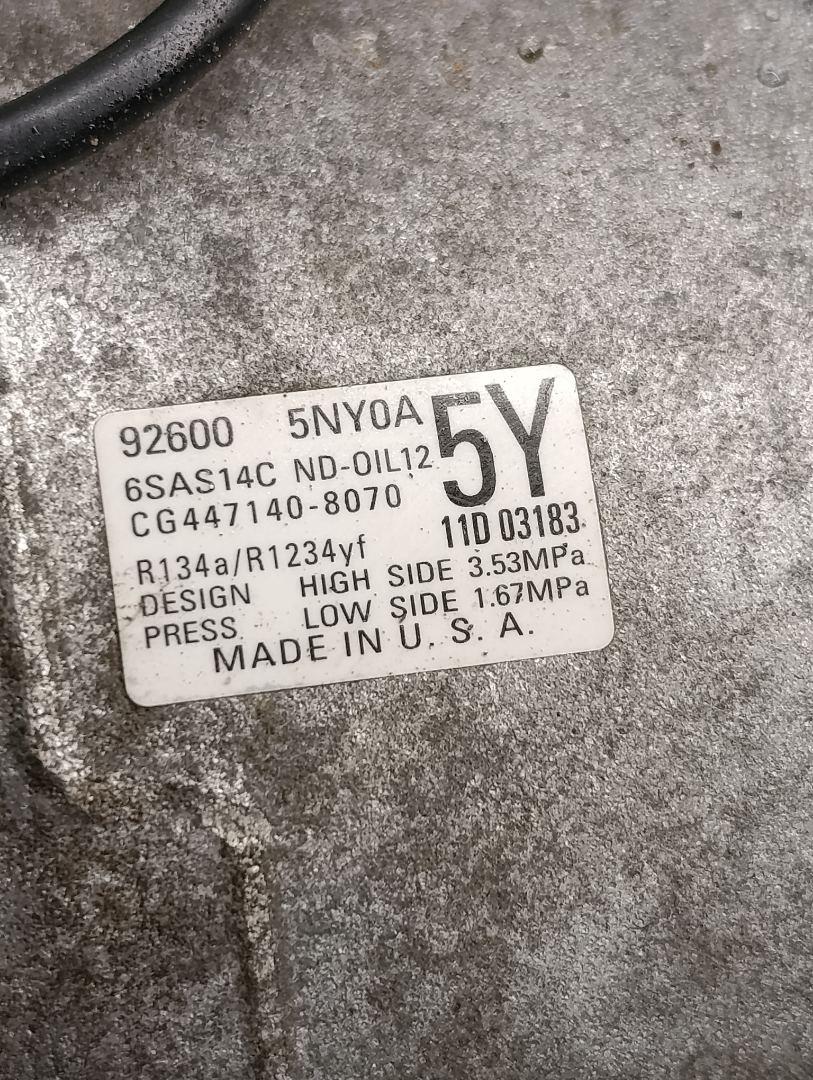 92600 5NY0A 5Y
6SAS14C ND-OIL12
CG447140-8070
11D 03183
R134a/R1234yf
DESIGN HIGH SIDE 3.53MPa
PRESS LOW SIDE 1.67MPa
MADE IN U. S. A.